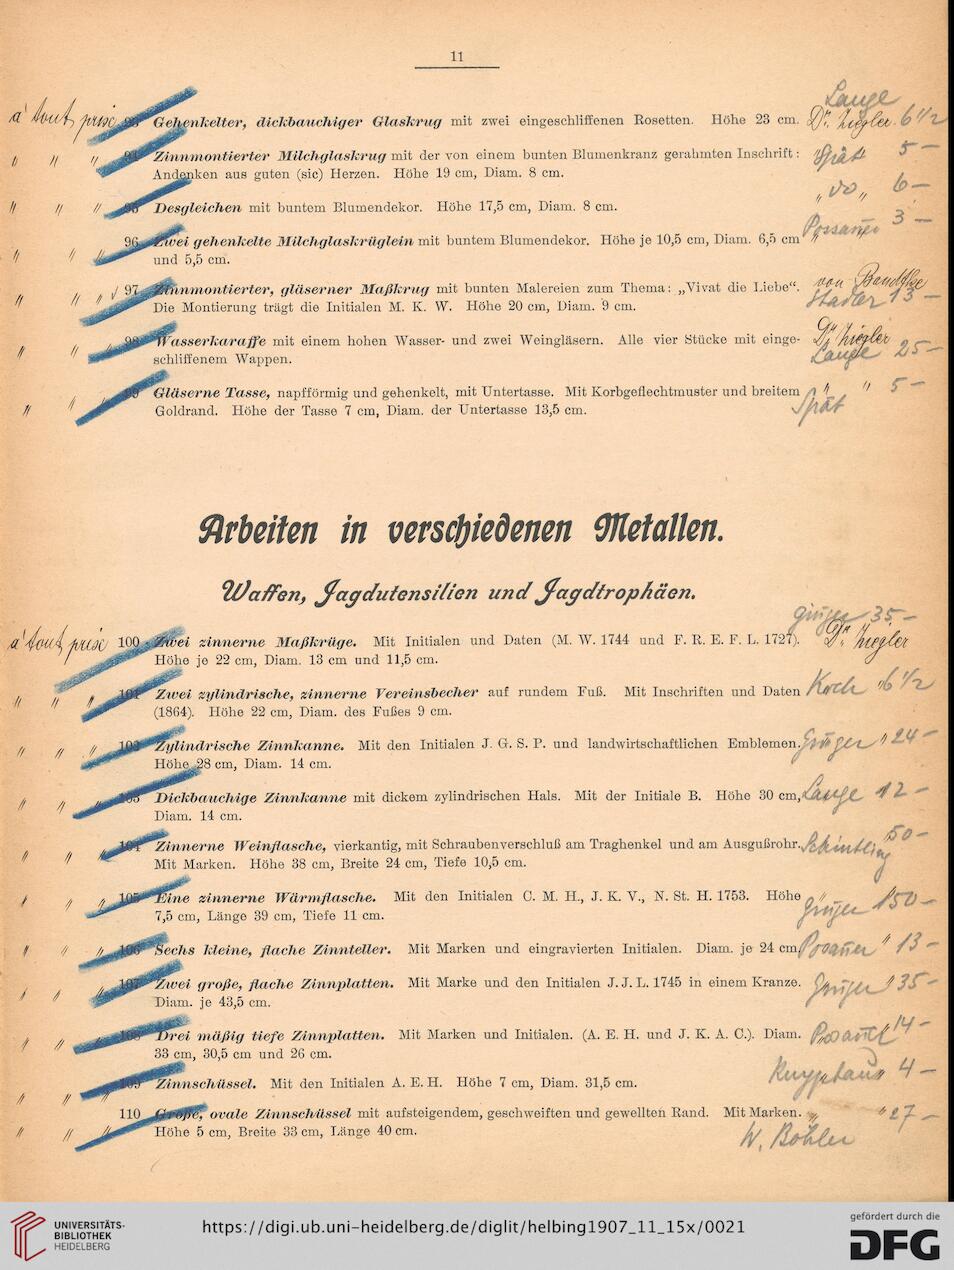 11
à tout prix 93 Gehenkelter, dickbauchiger Glaskrug mit zwei eingeschliffenen Rosetten. Höhe 23 cm. Lange Dr. Ziegler 6 1/2
" " " 94 Zinnmontierter Milchglaskrug mit der von einem bunten Blumenkranz gerahmten Inschrift: Spät 5 —
Andenken aus guten (sic) Herzen. Höhe 19 cm, Diam. 8 cm.
" " " 95 Desgleichen mit buntem Blumendekor. Höhe 17,5 cm, Diam. 8 cm. " do " 6 —
" " 96 Zwei gehenkelte Milchglaskrüglein mit buntem Blumendekor. Höhe je 10,5 cm, Diam. 6,5 cm 3 —
und 5,5 cm.
" " " 97 Zinnmontierter, gläserner Maßkrug mit bunten Malereien zum Thema: „Vivat die Liebe“. von
Die Montierung trägt die Initialen M. K. W. Höhe 20 cm, Diam. 9 cm. Stadler 13 —
" " 98 Wasserkaraffe mit einem hohen Wasser- und zwei Weingläsern. Alle vier Stücke mit einge- Dr. Ziegler
schliffenem Wappen. Lange 25 —
" " 99 Gläserne Tasse, napfförmig und gehenkelt, mit Untertasse. Mit Korbgeflechtmuster und breitem " " 5 —
Goldrand. Höhe der Tasse 7 cm, Diam. der Untertasse 13,5 cm. Spät
Arbeiten in verschiedenen Metallen.
Waffen, Jagdutensilien und Jagdtrophäen.
35.—
à tout prix 100 Zwei zinnerne Maßkrüge. Mit Initialen und Daten (M. W. 1744 und F. R. E. F. L. 1727). Dr. Ziegler
Höhe je 22 cm, Diam. 13 cm und 11,5 cm.
" " 101 Zwei zylindrische, zinnerne Vereinsbecher auf rundem Fuß. Mit Inschriften und Daten Koch " 6 1/2
(1864). Höhe 22 cm, Diam. des Fußes 9 cm.
" " " 102 Zylindrische Zinnkanne. Mit den Initialen J. G. S. P. und landwirtschaftlichen Emblemen. " 24 —
Höhe 28 cm, Diam. 14 cm.
" " 103 Dickbauchige Zinnkanne mit dickem zylindrischen Hals. Mit der Initiale B. Höhe 30 cm, Lange 12 —
Diam. 14 cm.
" " " 104 Zinnerne Weinflasche, vierkantig, mit Schraubenverschluß am Traghenkel und am Ausgußrohr. 50 —
Mit Marken. Höhe 38 cm, Breite 24 cm, Tiefe 10,5 cm.
" " " 105 Eine zinnerne Wärmflasche. Mit den Initialen C. M. H., J. K. V., N. St. H. 1753. Höhe 150 —
7,5 cm, Länge 39 cm, Tiefe 11 cm.
" " " 106 Sechs kleine, flache Zinnteller. Mit Marken und eingravierten Initialen. Diam. je 24 cm. " 13 —
" " " 107 Zwei große, flache Zinnplatten. Mit Marke und den Initialen J. J. L. 1745 in einem Kranze. " 35 —
Diam. je 43,5 cm.
" " 108 Drei mäßig tiefe Zinnplatten. Mit Marken und Initialen. (A. E. H. und J. K. A. C.). Diam. " 14 —
33 cm, 30,5 cm und 26 cm.
" " 109 Zinnschüssel. Mit den Initialen A. E. H. Höhe 7 cm, Diam. 31,5 cm. 4 —
110 Große, ovale Zinnschüssel mit aufsteigendem, geschweiften und gewellten Rand. Mit Marken. " " 27 —
" " Höhe 5 cm, Breite 33 cm, Länge 40 cm. W. Böhler
UNIVERSITÄTS-
BIBLIOTHEK
HEIDELBERG
https://digi.ub.uni-heidelberg.de/diglit/helbing1907_11_15x/0021
gefördert durch die
DFG